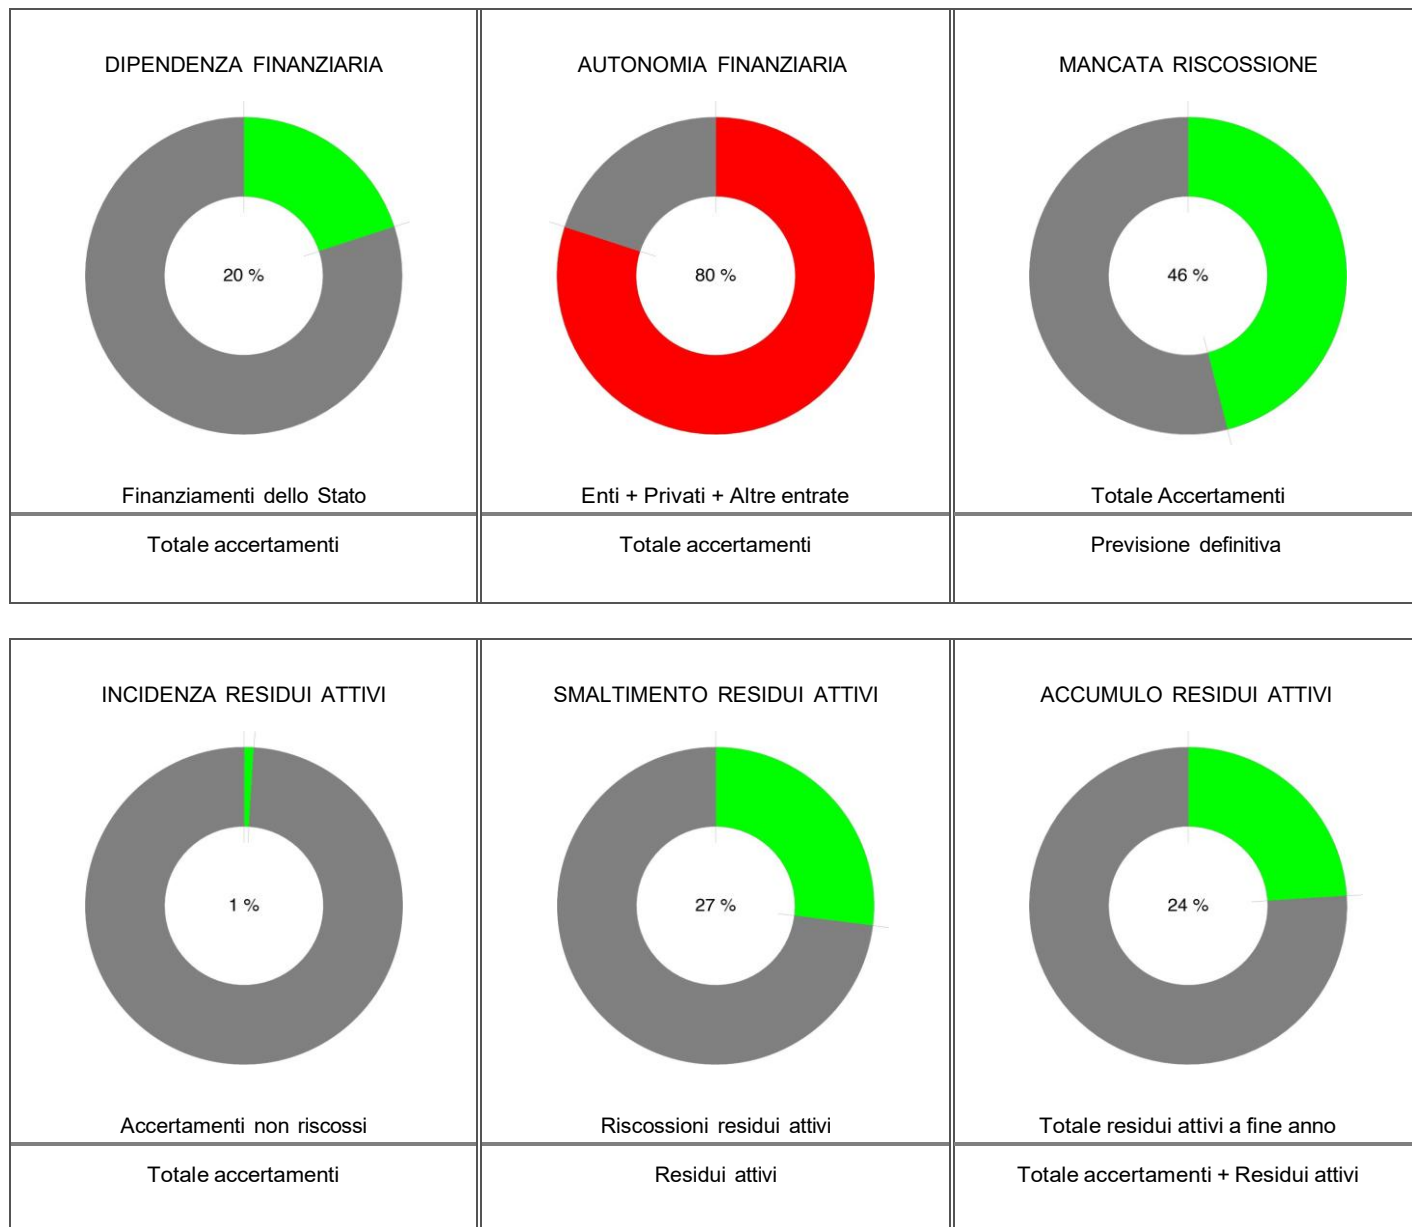 DIPENDENZA FINANZIARIA
20 %
Finanziamenti dello Stato
Totale accertamenti
AUTONOMIA FINANZIARIA
80 %
Enti + Privati + Altre entrate
Totale accertamenti
MANCATA RISCOSSIONE
46 %
Totale Accertamenti
Previsione definitiva
INCIDENZA RESIDUI ATTIVI
1 %
Accertamenti non riscossi
Totale accertamenti
SMALTIMENTO RESIDUI ATTIVI
27 %
Riscossioni residui attivi
Residui attivi
ACCUMULO RESIDUI ATTIVI
24 %
Totale residui attivi a fine anno
Totale accertamenti + Residui attivi